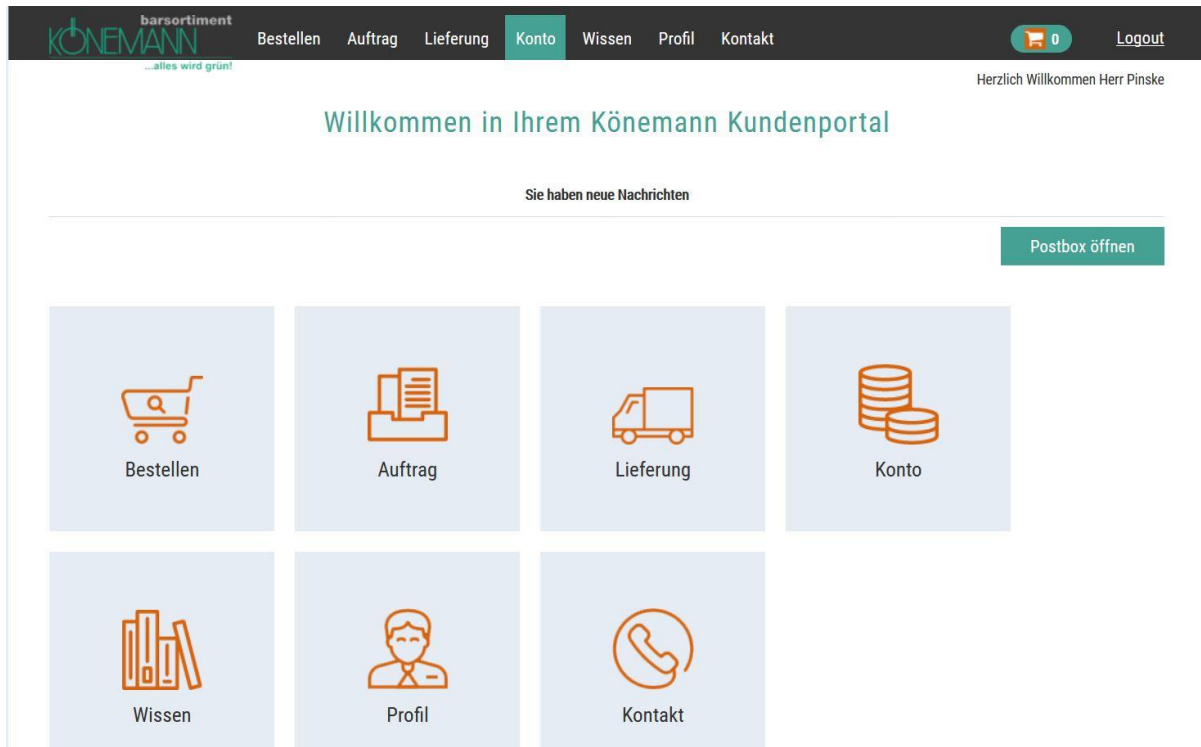 barsortiment
KÖNEMANN
...alles wird grün!
Bestellen Auftrag Lieferung Konto Wissen Profil Kontakt 0 Logout
Herzlich Willkommen Herr Pinske
Willkommen in Ihrem Könemann Kundenportal
Sie haben neue Nachrichten
Postbox öffnen
Bestellen Auftrag Lieferung Konto
Wissen Profil Kontakt